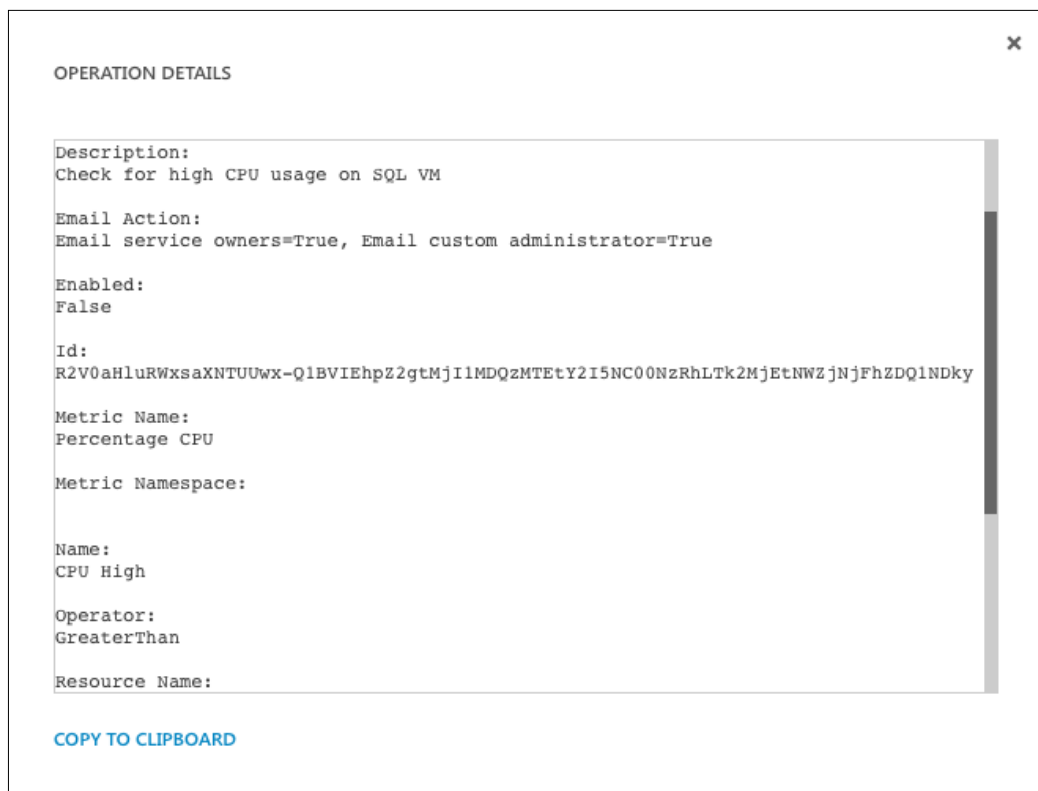 OPERATION DETAILS
Description:
Check for high CPU usage on SQL VM
Email Action:
Email service owners=True, Email custom administrator=True
Enabled:
False
Id:
R2V0aHluRWxsaXNTUUwx-Q1BVIEhpZ2gtMjI1MDQzMTEtY2I5NC00NzRhLTk2MjEtNWZjNjFhZDQ1NDky
Metric Name:
Percentage CPU
Metric Namespace:
Name:
CPU High
Operator:
GreaterThan
Resource Name:
COPY TO CLIPBOARD